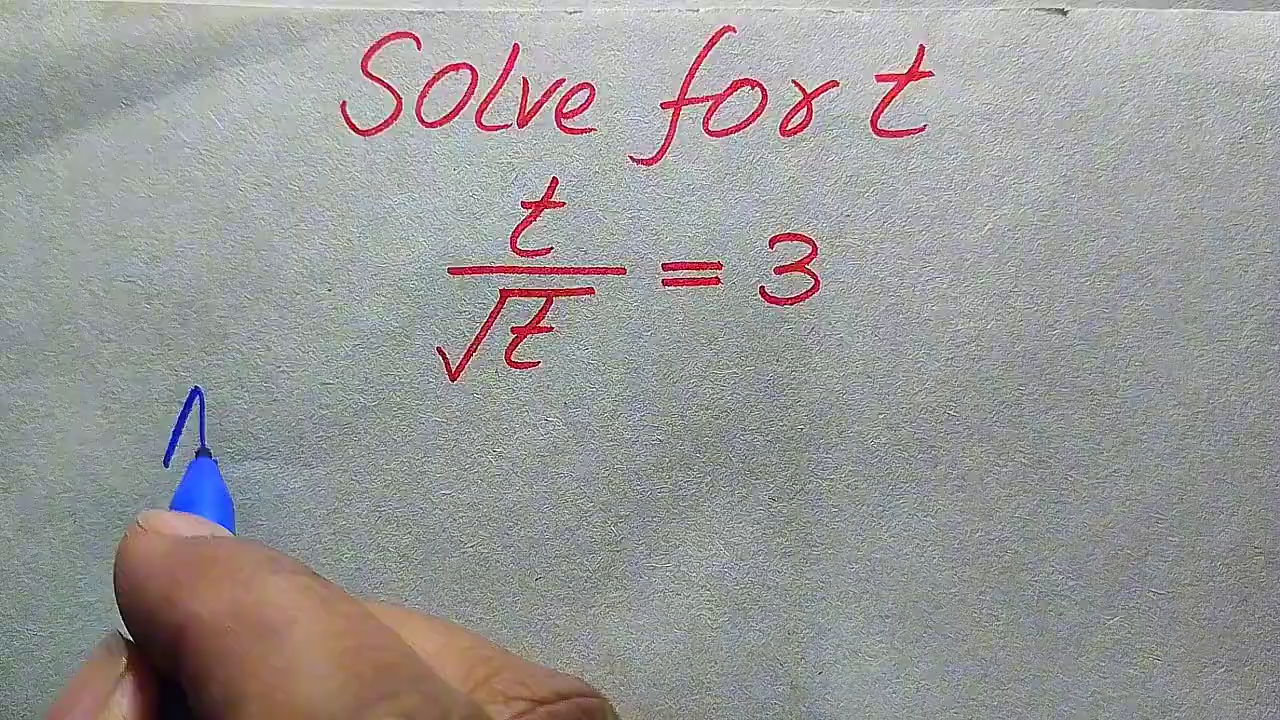 Solve for t
t/√t = 3